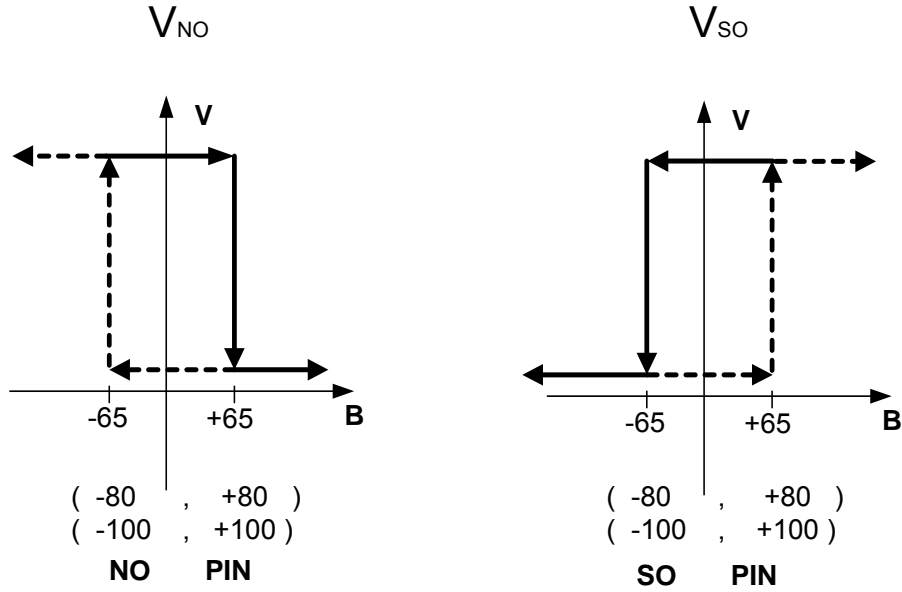 VNO
VSO
V
V
-65
+65
B
-65
+65
B
( -80 , +80 )
( -100 , +100 )
( -80 , +80 )
( -100 , +100 )
NO PIN
SO PIN